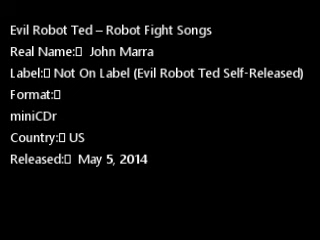 Evil Robot Ted – Robot Fight Songs
Real Name:▯ John Marra
Label:▯ Not On Label (Evil Robot Ted Self-Released)
Format:▯
miniCDr
Country:▯ US
Released:▯ May 5, 2014